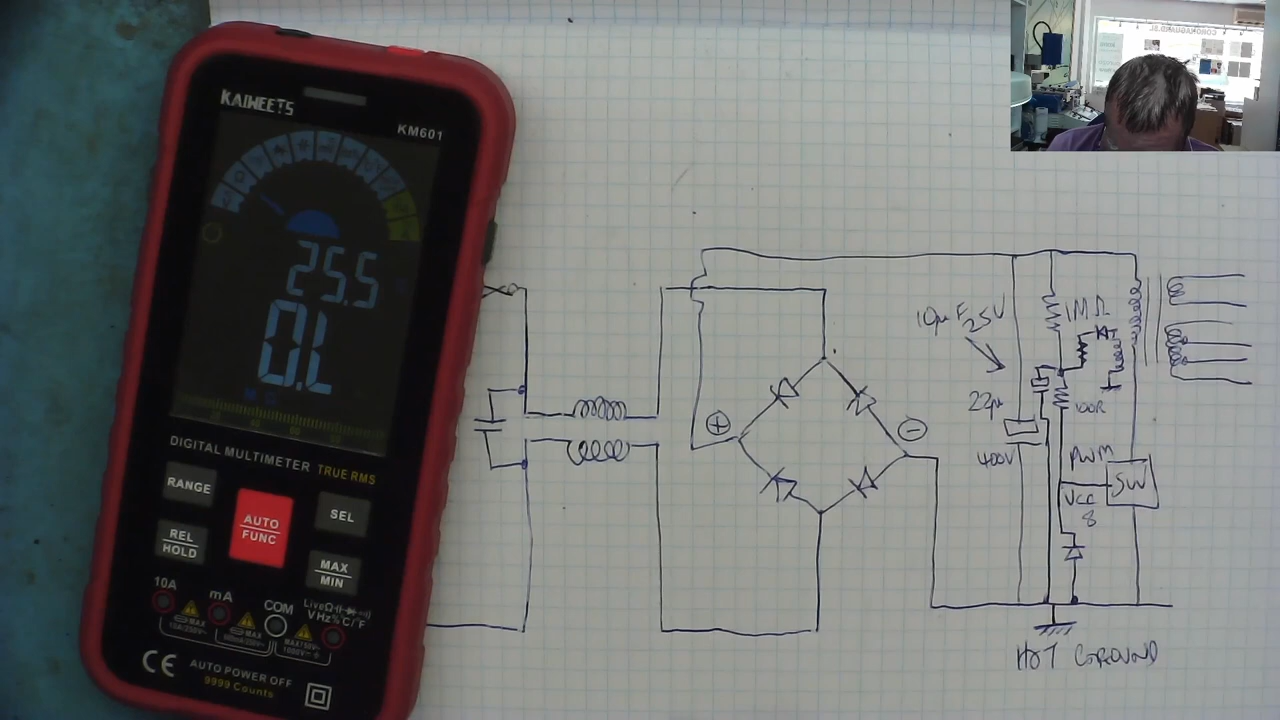 KAIWEETS
KM601
25.5
0.L
MΩ
DIGITAL MULTIMETER TRUE RMS
RANGE
AUTO
FUNC
SEL
REL
HOLD
MAX
MIN
10A
mA
COM
VHz%C/F
AUTO POWER OFF
9999 Counts
CE
+
-
10µF 25V
1MΩ
22µ
400V
100R
PWM
SW
VCC
8
HOT GROUND